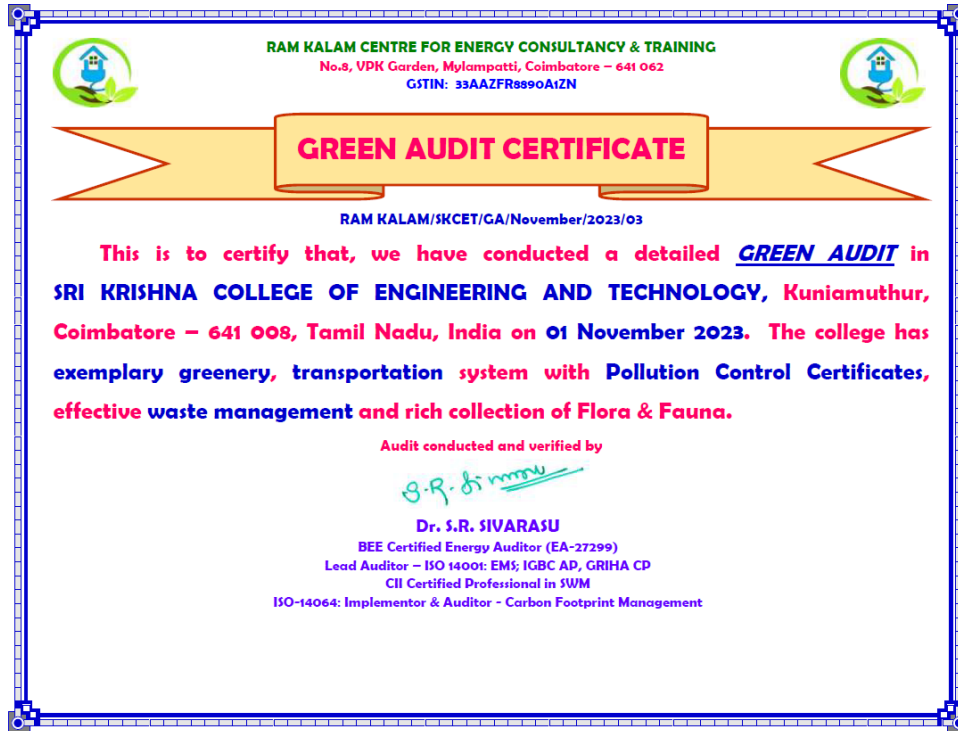 RAM KALAM CENTRE FOR ENERGY CONSULTANCY & TRAINING
No.8, VPK Garden, Mylampatti, Coimbatore – 641 062
GSTIN: 33AAZFR8890A1ZN
GREEN AUDIT CERTIFICATE
RAM KALAM/SKCET/GA/November/2023/03
This is to certify that, we have conducted a detailed GREEN AUDIT in
SRI KRISHNA COLLEGE OF ENGINEERING AND TECHNOLOGY, Kuniamuthur,
Coimbatore – 641 008, Tamil Nadu, India on 01 November 2023. The college has
exemplary greenery, transportation system with Pollution Control Certificates,
effective waste management and rich collection of Flora & Fauna.
Audit conducted and verified by
S.R. Si
Dr. S.R. SIVARASU
BEE Certified Energy Auditor (EA-27299)
Lead Auditor – ISO 14001: EMS; IGBC AP, GRIHA CP
CII Certified Professional in SWM
ISO-14064: Implementor & Auditor - Carbon Footprint Management